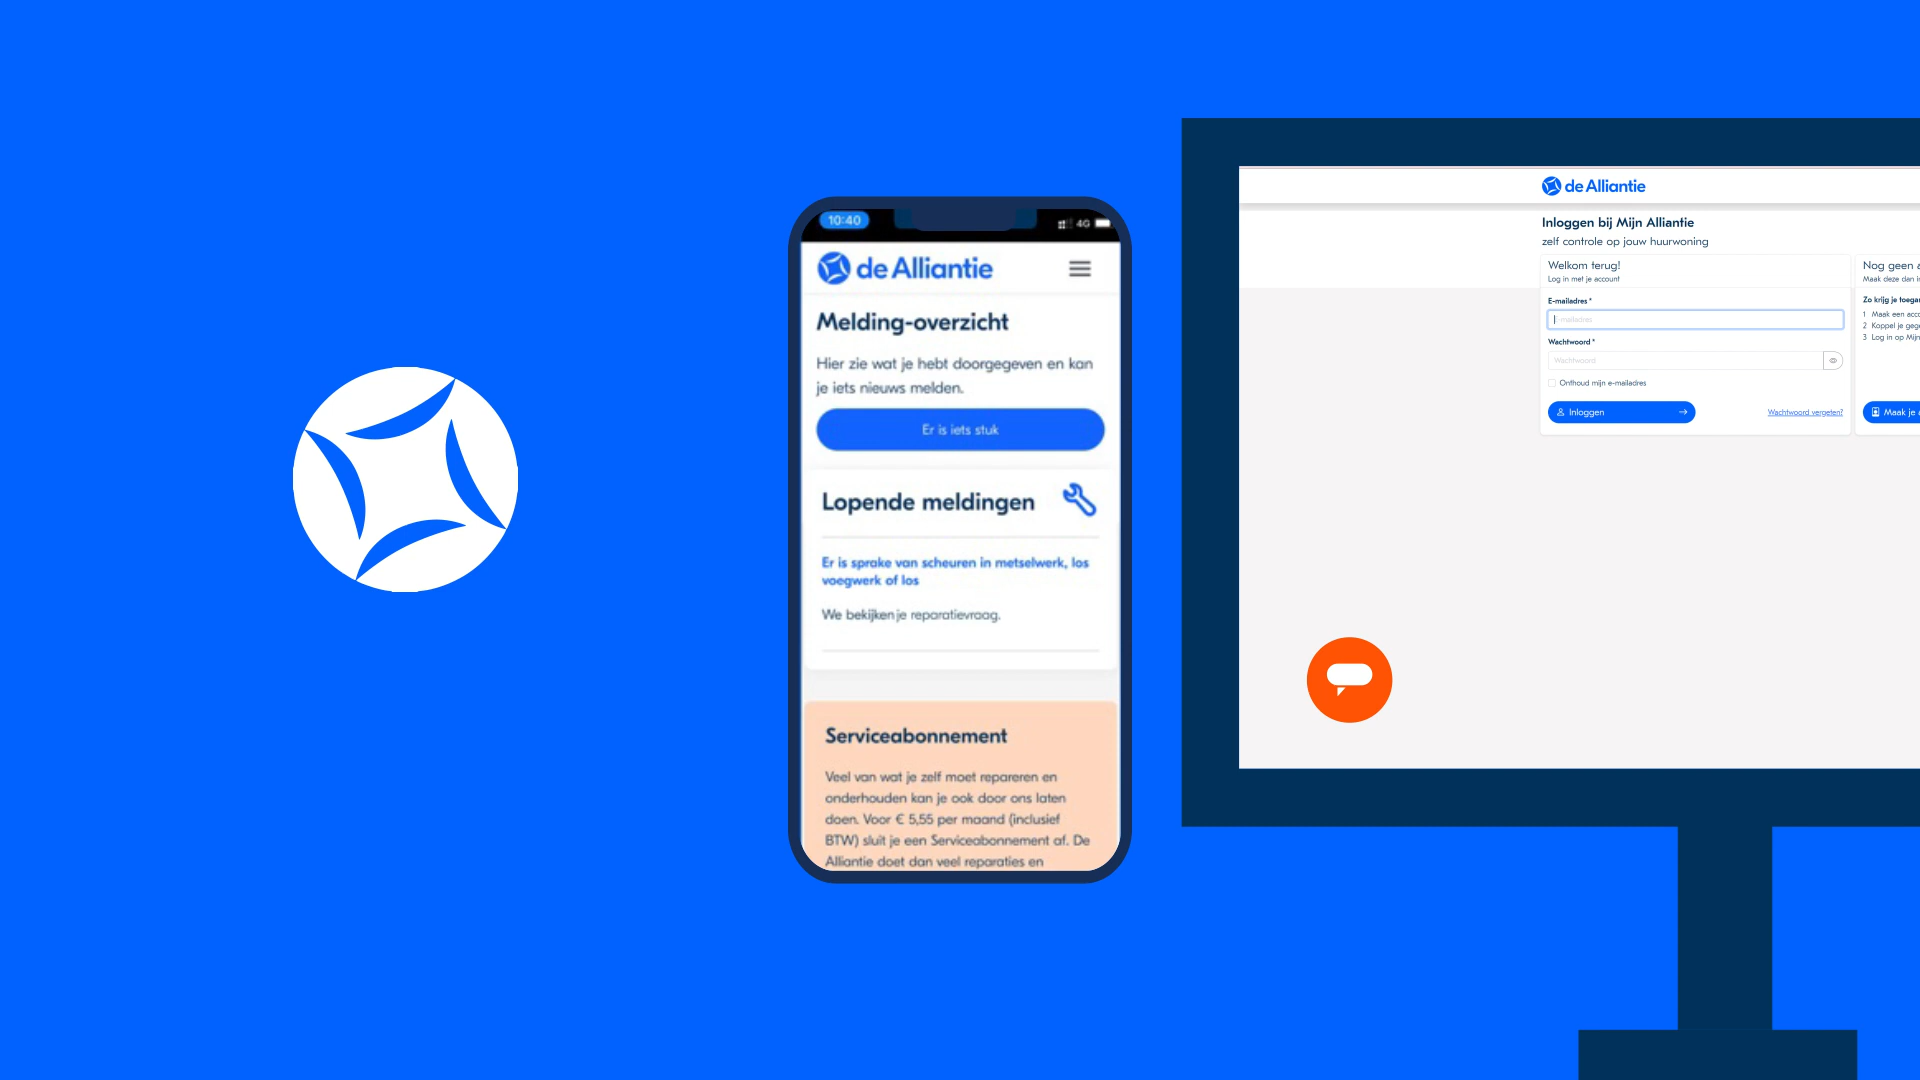 10:40
4G
de Alliantie
Melding-overzicht
Hier zie wat je hebt doorgegeven en kan
je iets nieuws melden.
Er is iets stuk
Lopende meldingen
Er is sprake van scheuren in metselwerk, los
voegwerk of los
We bekijken je reparatievraag.
Serviceabonnement
Veel van wat je zelf moet repareren en
onderhouden kan je ook door ons laten
doen. Voor € 5,55 per maand (inclusief
BTW) sluit je een Serviceabonnement af. De
Alliantie doet dan veel reparaties en
de Alliantie
Inloggen bij Mijn Alliantie
zelf controle op jouw huurwoning
Welkom terug!
Log in met je account
E-mailadres *
E-mailadres
Wachtwoord *
Wachtwoord
Onthoud mijn e-mailadres
Inloggen
Wachtwoord vergeten?
Nog geen
Maak deze dan
Zo krijg je
1 Maak een
2 Koppel je
3 Log in op Mijn
Maak je